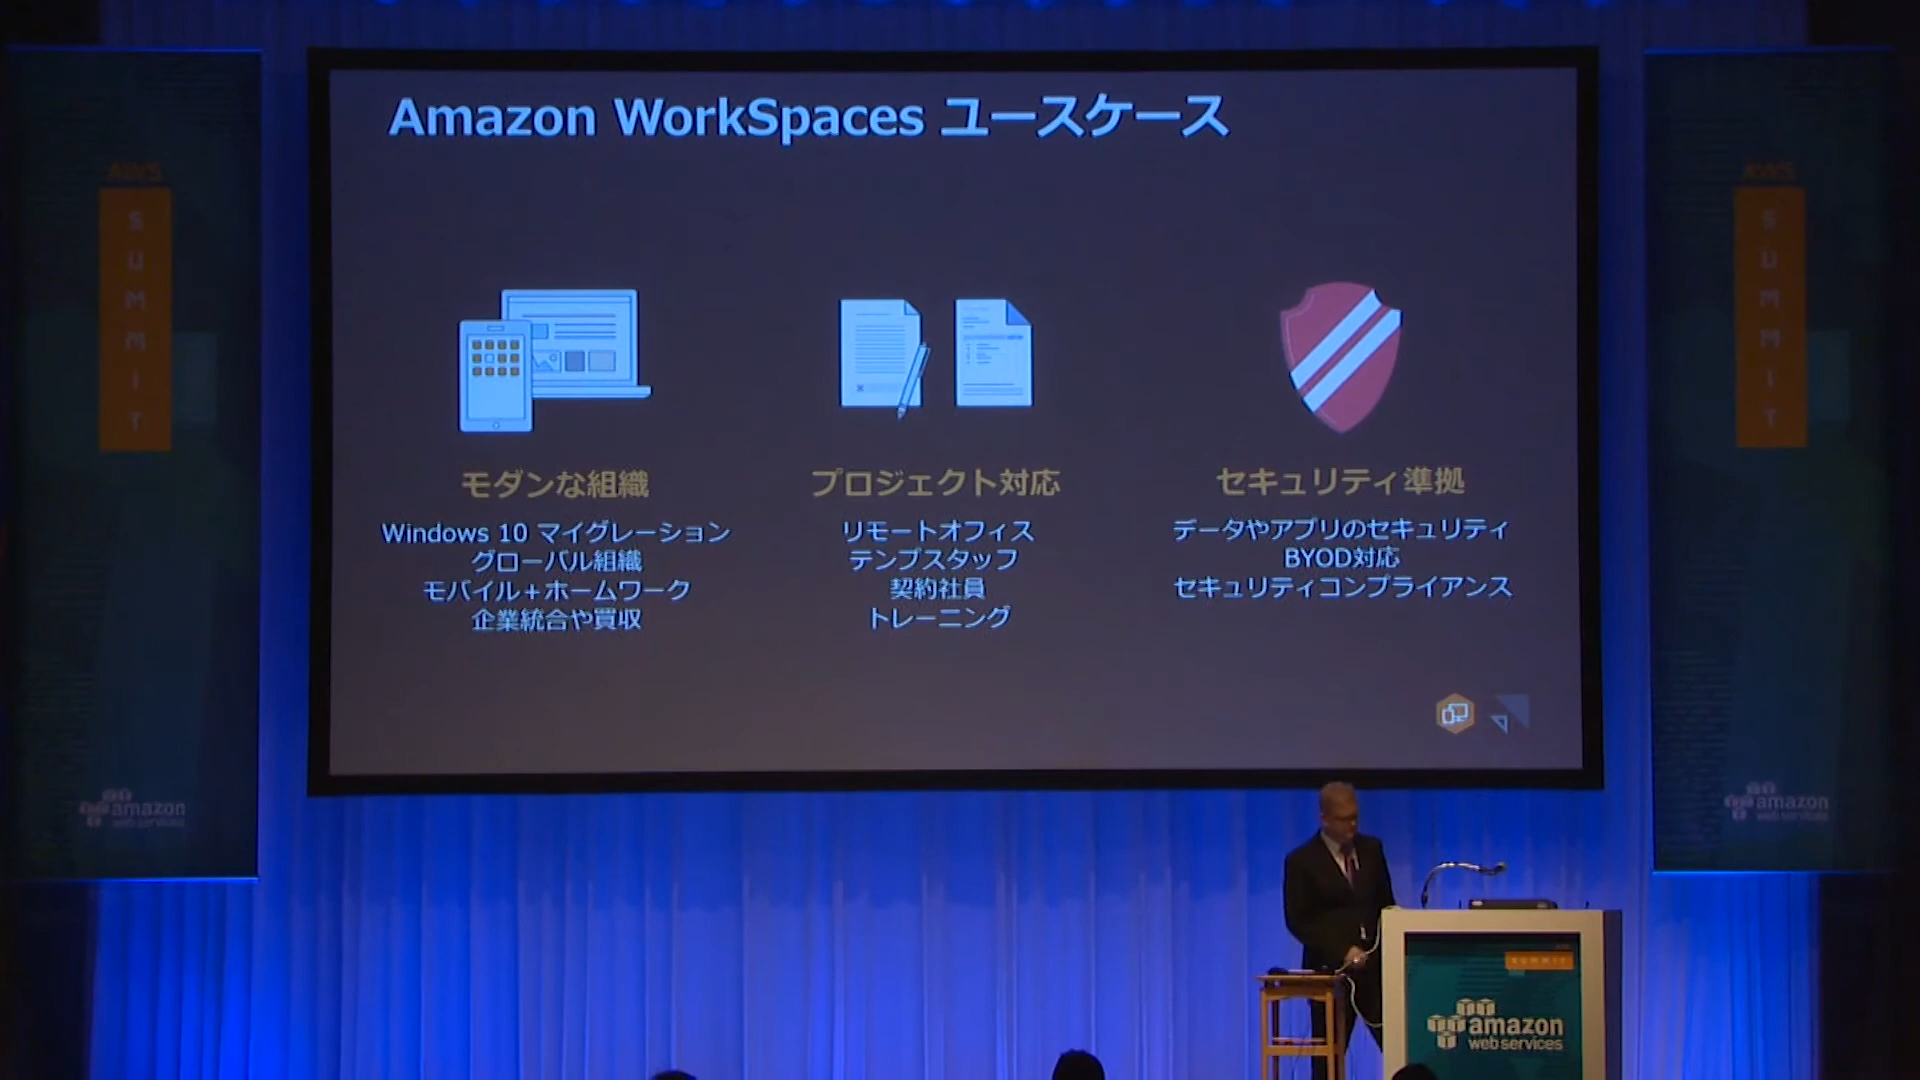 Amazon WorkSpaces ユースケース
モダンな組織
Windows 10 マイグレーション
グローバル組織
モバイル＋ホームワーク
企業統合や買収
プロジェクト対応
リモートオフィス
テンプスタッフ
契約社員
トレーニング
セキュリティ準拠
データやアプリのセキュリティ
BYOD対応
セキュリティコンプライアンス
AWS
SUMMIT
amazon
web services
AWS
SUMMIT
amazon
web services
SUMMIT
amazon
web services